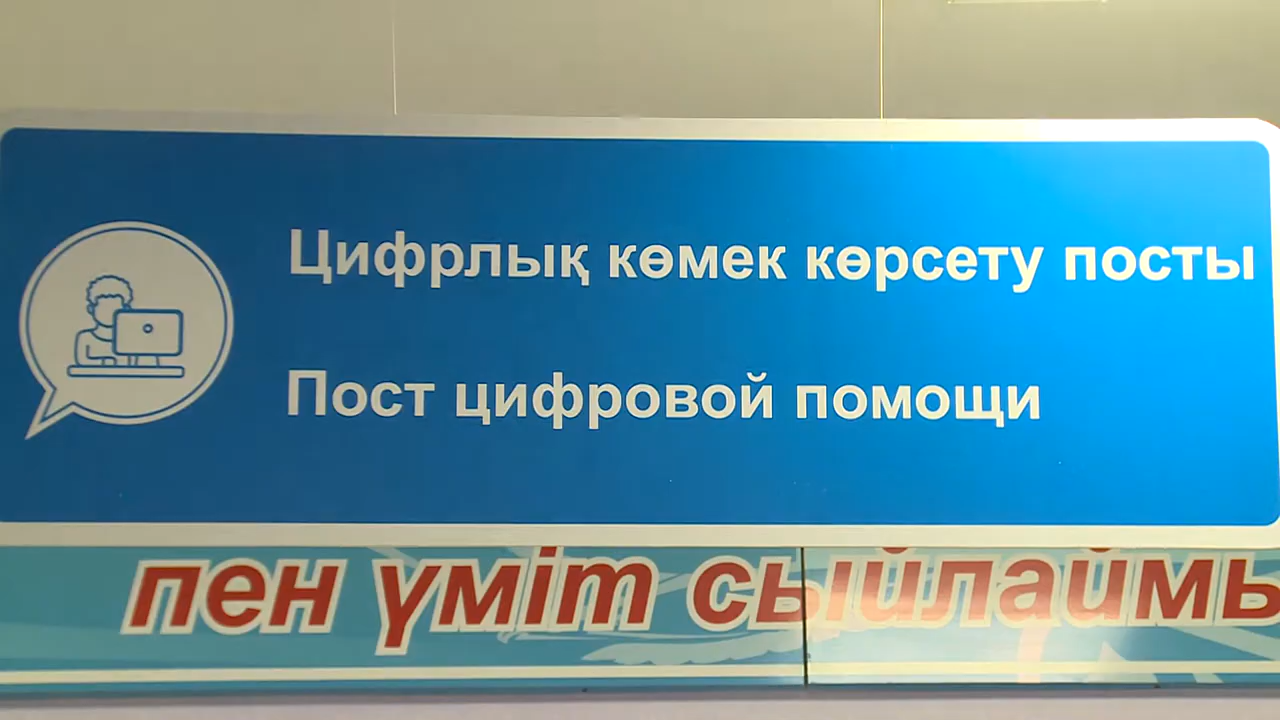 Цифрлық көмек көрсету посты
Пост цифровой помощи
пен үміт сыйлаймы